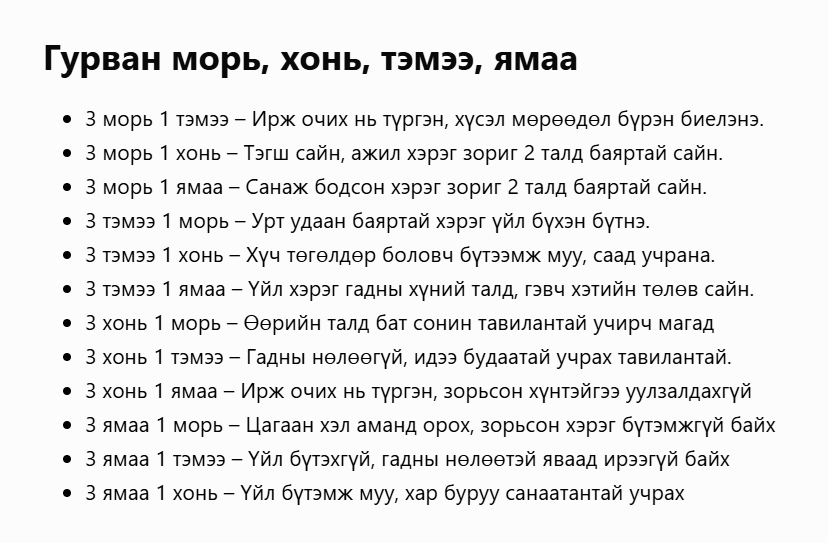 Гурван морь, хонь, тэмээ, ямаа
• 3 морь 1 тэмээ – Ирж очих нь түргэн, хүсэл мөрөөдөл бүрэн биелэнэ.
• 3 морь 1 хонь – Тэгш сайн, ажил хэрэг зориг 2 талд баяртай сайн.
• 3 морь 1 ямаа – Санаж бодсон хэрэг зориг 2 талд баяртай сайн.
• 3 тэмээ 1 морь – Урт удаан баяртай хэрэг үйл бүхэн бүтнэ.
• 3 тэмээ 1 хонь – Хүч төгөлдөр боловч бүтээмж муу, саад учрана.
• 3 тэмээ 1 ямаа – Үйл хэрэг гадны хүний талд, гэвч хэтийн төлөв сайн.
• 3 хонь 1 морь – Өөрийн талд бат сонин тавилантай учирч магад
• 3 хонь 1 тэмээ – Гадны нөлөөгүй, идээ будаатай учрах тавилантай.
• 3 хонь 1 ямаа – Ирж очих нь түргэн, зорьсон хүнтэйгээ уулзалдахгүй
• 3 ямаа 1 морь – Цагаан хэл аманд орох, зорьсон хэрэг бүтэмжгүй байх
• 3 ямаа 1 тэмээ – Үйл бүтэхгүй, гадны нөлөөтэй яваад ирээгүй байх
• 3 ямаа 1 хонь – Үйл бүтэмж муу, хар буруу санаатантай учрах